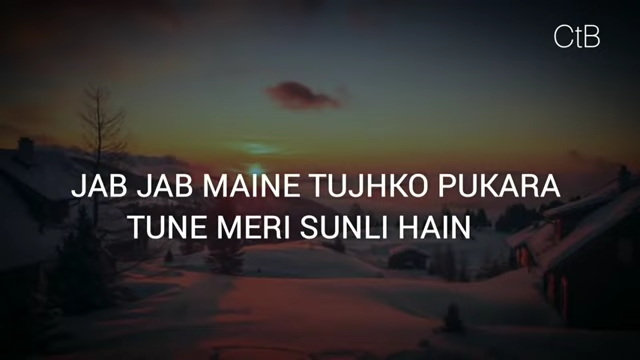 CtB
JAB JAB MAINE TUJHKO PUKARA
TUNE MERI SUNLI HAIN